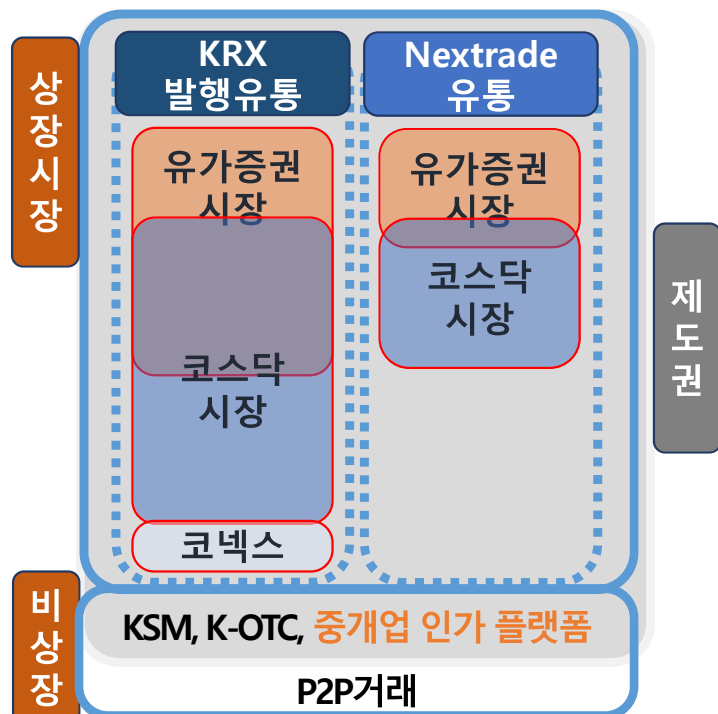 상
장
시
장
KRX
발행유통
유가증권
시장
코스닥
시장
코넥스
Nextrade
유통
유가증권
시장
코스닥
시장
제
도
권
비
상
장
KSM, K-OTC, 중개업 인가 플랫폼
P2P거래